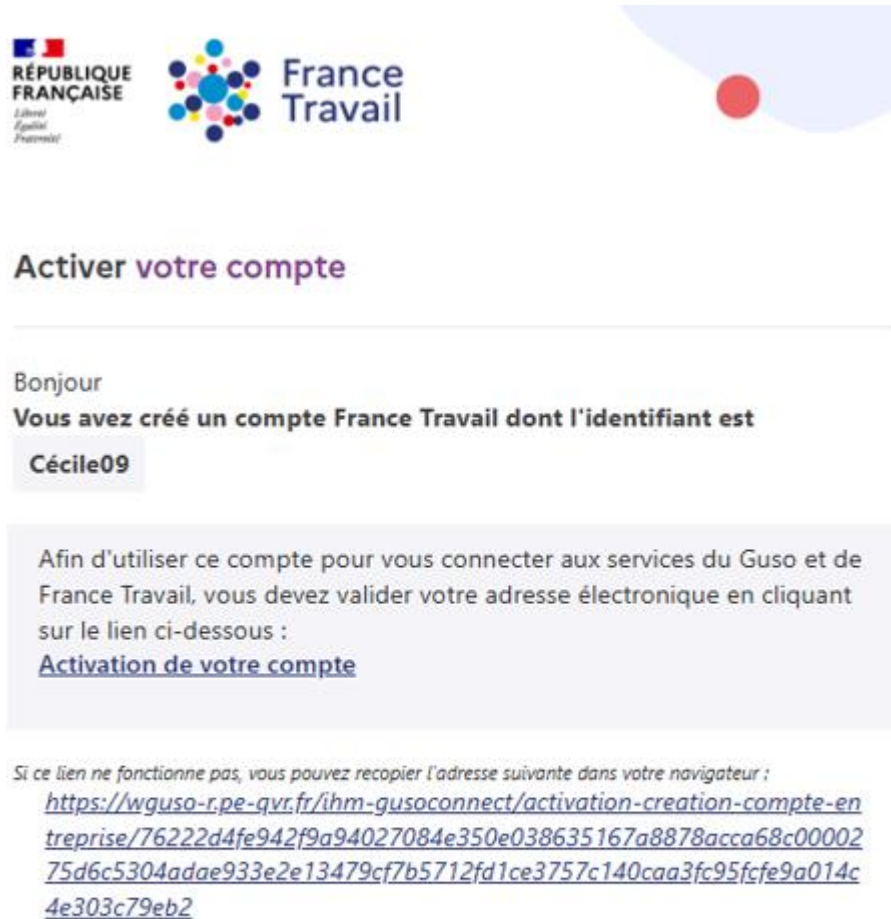 RÉPUBLIQUE
FRANÇAISE
Liberté
Égalité
Fraternité
France
Travail
Activer votre compte
Bonjour
Vous avez créé un compte France Travail dont l'identifiant est
Cécile09
Afin d'utiliser ce compte pour vous connecter aux services du Guso et de
France Travail, vous devez valider votre adresse électronique en cliquant
sur le lien ci-dessous :
Activation de votre compte
Si ce lien ne fonctionne pas, vous pouvez recopier l'adresse suivante dans votre navigateur :
https://wguso-r.pe-qvr.fr/ihm-gusoconnect/activation-creation-compte-en
treprise/76222d4fe942f9a94027084e350e038635167a8878acca68c00002
75d6c5304adae933e2e13479cf7b5712fd1ce3757c140caa3fc95fcfe9a014c
4e303c79eb2